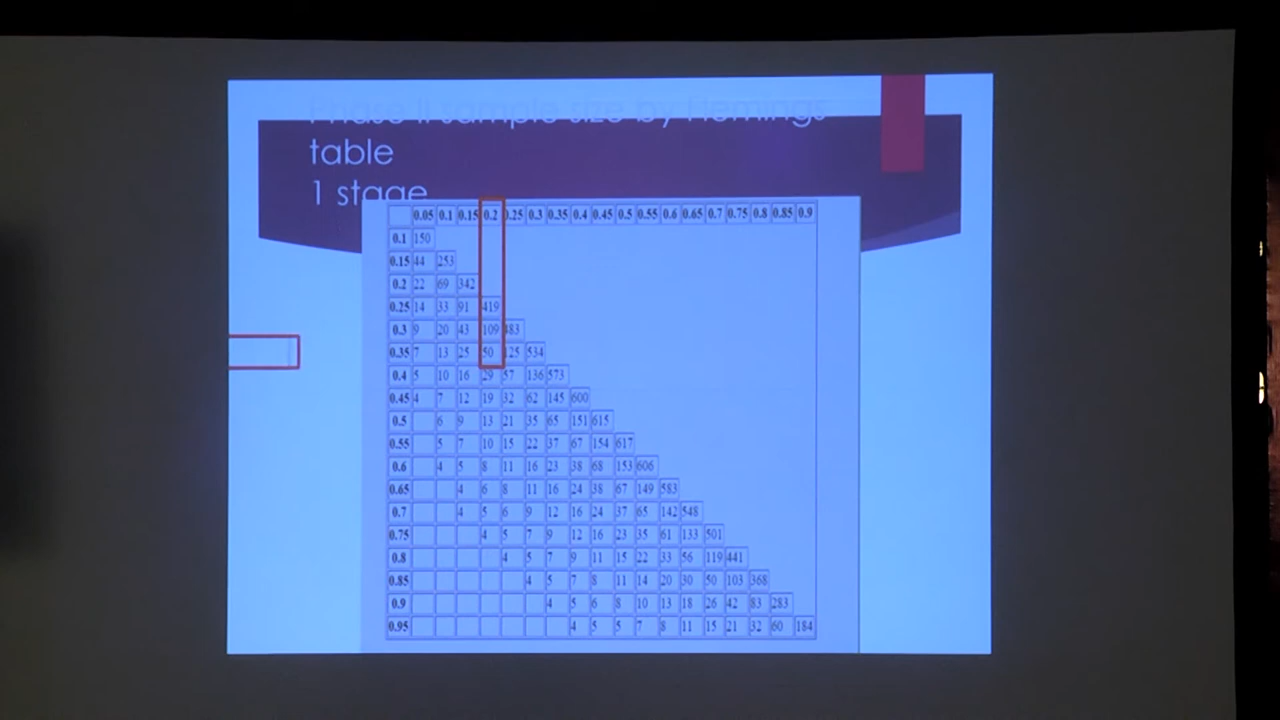 Phase II sample size by Flemings
table
1 stage
0.05 0.1 0.15 0.2 0.25 0.3 0.35 0.4 0.45 0.5 0.55 0.6 0.65 0.7 0.75 0.8 0.85 0.9
0.1 150
0.15 44 253
0.2 22 69 342
0.25 14 33 91 419
0.3 9 20 43 109 483
0.35 7 13 25 50 125 534
0.4 5 10 16 29 57 136 573
0.45 4 7 12 19 32 62 145 600
0.5 6 9 13 21 35 65 151 615
0.55 5 7 10 15 22 37 67 154 617
0.6 4 5 8 11 16 23 38 68 153 606
0.65 4 6 8 11 16 24 38 67 149 583
0.7 4 5 6 9 12 16 24 37 65 142 548
0.75 4 5 7 9 12 16 23 35 61 133 501
0.8 4 5 7 9 11 15 22 33 56 119 441
0.85 4 5 7 8 11 14 20 30 50 103 368
0.9 4 5 6 8 10 13 18 26 42 83 283
0.95 4 5 5 7 8 11 15 21 32 60 184